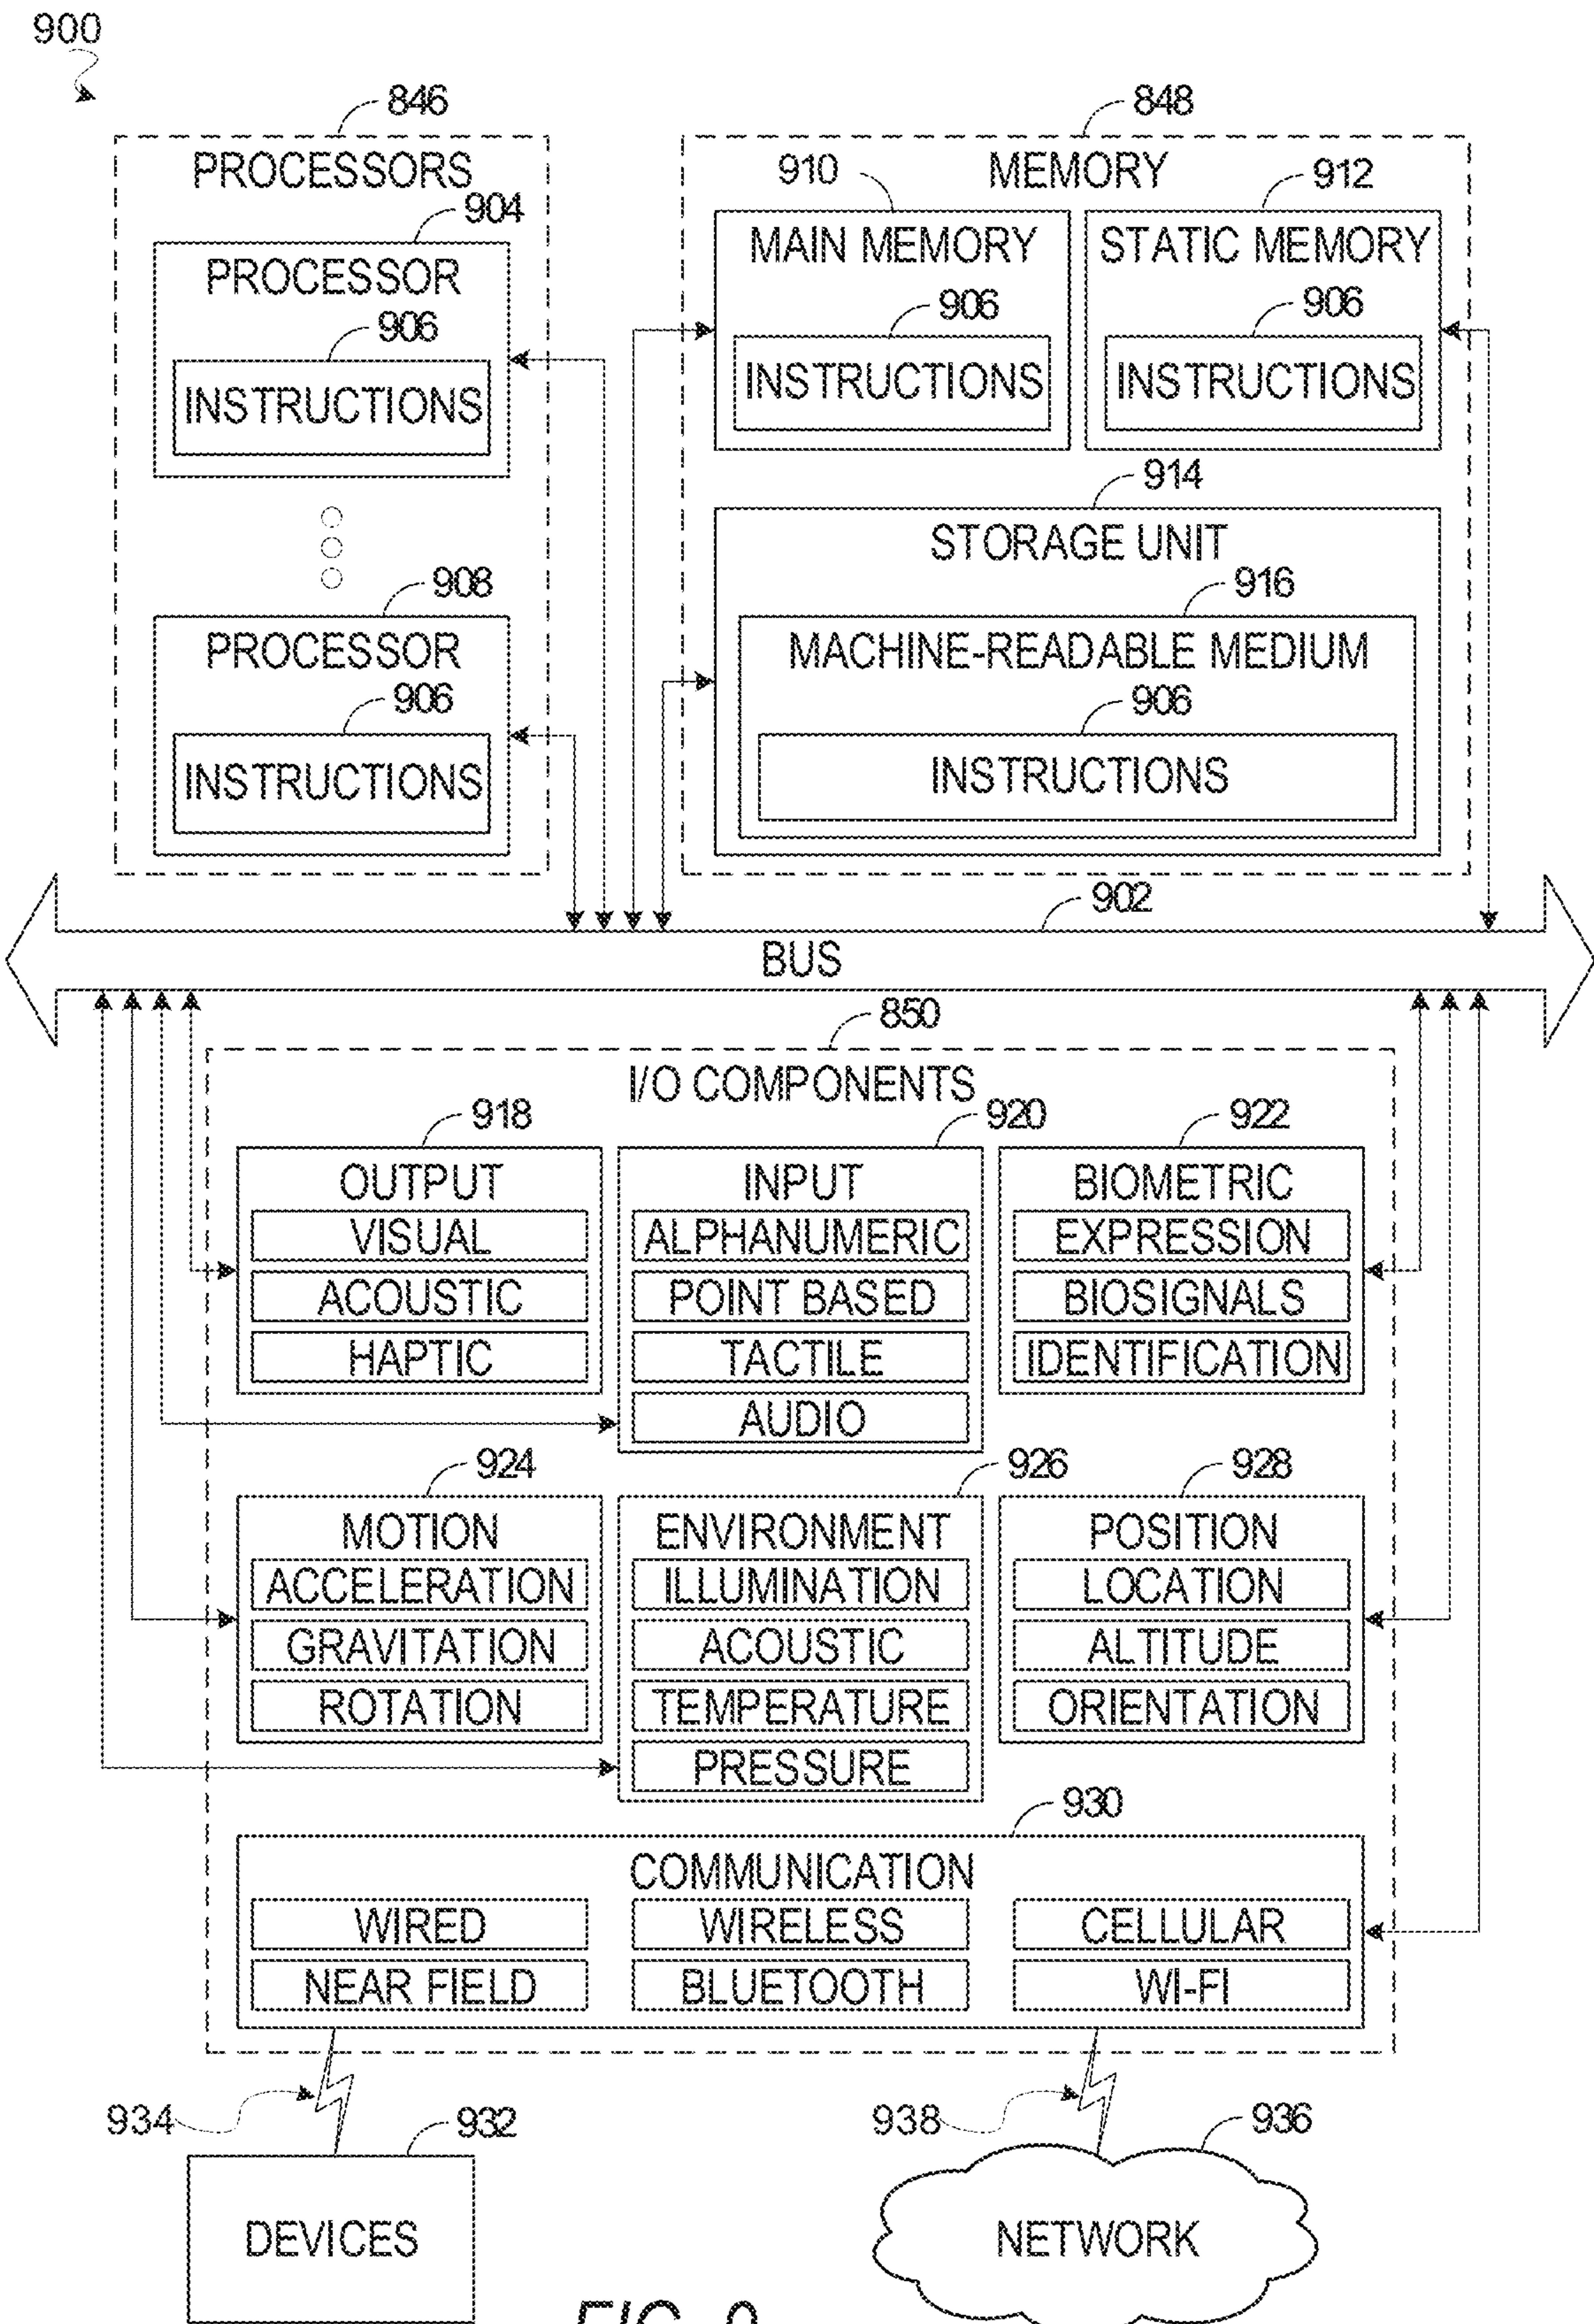 900
846
848
PROCESSORS
910
MEMORY
912
904
PROCESSOR
MAIN MEMORY
STATIC MEMORY
906
906
906
INSTRUCTIONS
INSTRUCTIONS
INSTRUCTIONS
914
STORAGE UNIT
908
916
PROCESSOR
MACHINE-READABLE MEDIUM
906
906
INSTRUCTIONS
INSTRUCTIONS
902
BUS
850
I/O COMPONENTS
918
920
922
OUTPUT
VISUAL
ACOUSTIC
HAPTIC
INPUT
ALPHANUMERIC
POINT BASED
TACTILE
AUDIO
BIOMETRIC
EXPRESSION
BIOSIGNALS
IDENTIFICATION
924
926
928
MOTION
ACCELERATION
GRAVITATION
ROTATION
ENVIRONMENT
ILLUMINATION
ACOUSTIC
TEMPERATURE
PRESSURE
POSITION
LOCATION
ALTITUDE
ORIENTATION
930
COMMUNICATION
WIRED
WIRELESS
CELLULAR
NEAR FIELD
BLUETOOTH
WI-FI
934
932
938
936
DEVICES
NETWORK
FIG. 9